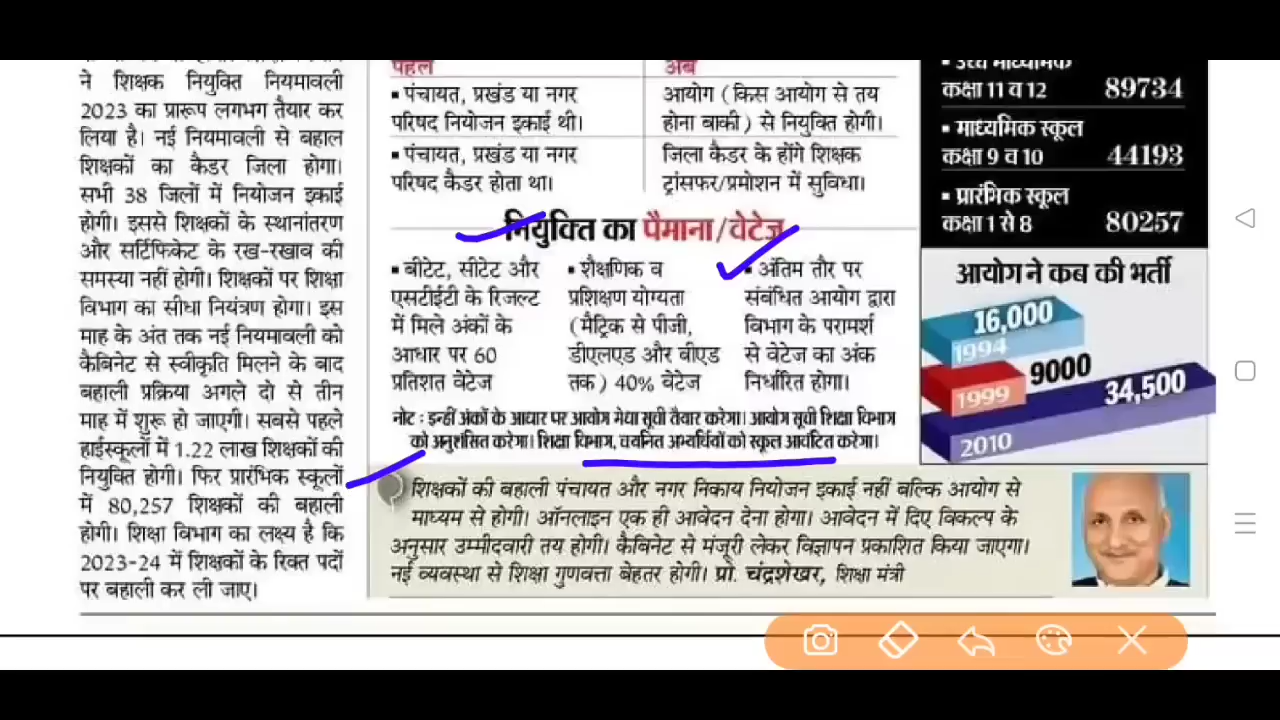 ने शिक्षक नियुक्ति नियमावली
2023 का प्रारूप लगभग तैयार कर
लिया है। नई नियमावली से बहाल
शिक्षकों का कैडर जिला होगा।
सभी 38 जिलों में नियोजन इकाई
होगी। इससे शिक्षकों के स्थानांतरण
और सर्टिफिकेट के रख-रखाव की
समस्या नहीं होगी। शिक्षकों पर शिक्षा
विभाग का सीधा नियंत्रण होगा। इस
माह के अंत तक नई नियमावली को
कैबिनेट से स्वीकृति मिलने के बाद
बहाली प्रक्रिया अगले दो से तीन
माह में शुरू हो जाएगी। सबसे पहले
हाईस्कूलों में 1.22 लाख शिक्षकों की
नियुक्ति होगी। फिर प्रारंभिक स्कूलों
में 80,257 शिक्षकों की बहाली
होगी। शिक्षा विभाग का लक्ष्य है कि
2023-24 में शिक्षकों के रिक्त पदों
पर बहाली कर ली जाए।
पहले
▪ पंचायत, प्रखंड या नगर
परिषद नियोजन इकाई थी।
▪ पंचायत, प्रखंड या नगर
परिषद कैडर होता था।
अब
आयोग (किस आयोग से तय
होना बाकी) से नियुक्ति होगी।
जिला कैडर के होंगे शिक्षक
ट्रांसफर/प्रमोशन में सुविधा।
नियुक्ति का पैमाना/वेटेज
▪ बीटेट, सीटेट और
एसटीईटी के रिजल्ट
में मिले अंकों के
आधार पर 60
प्रतिशत वेटेज
▪ शैक्षणिक व
प्रशिक्षण योग्यता
(मैट्रिक से पीजी,
डीएलएड और बीएड
तक) 40% वेटेज
▪ अंतिम तौर पर
संबंधित आयोग द्वारा
विभाग के परामर्श
से वेटेज का अंक
निर्धारित होगा।
नोट : इन्हीं अंकों के आधार पर आयोग मेधा सूची तैयार करेगा। आयोग सूची शिक्षा विभाग
को अनुशंसित करेगा। शिक्षा विभाग, चयनित अभ्यर्थियों को स्कूल आवंटित करेगा।
शिक्षकों की बहाली पंचायत और नगर निकाय नियोजन इकाई नहीं बल्कि आयोग से
माध्यम से होगी। ऑनलाइन एक ही आवेदन देना होगा। आवेदन में दिए विकल्प के
अनुसार उम्मीदवारी तय होगी। कैबिनेट से मंजूरी लेकर विज्ञापन प्रकाशित किया जाएगा।
नई व्यवस्था से शिक्षा गुणवत्ता बेहतर होगी। प्रो. चंद्रशेखर, शिक्षा मंत्री
▪ उच्च माध्यमिक
कक्षा 11 व 12 89734
▪ माध्यमिक स्कूल
कक्षा 9 व 10 44193
▪ प्रारंभिक स्कूल
कक्षा 1 से 8 80257
आयोग ने कब की भर्ती
16,000
1994
9000
1999
34,500
2010